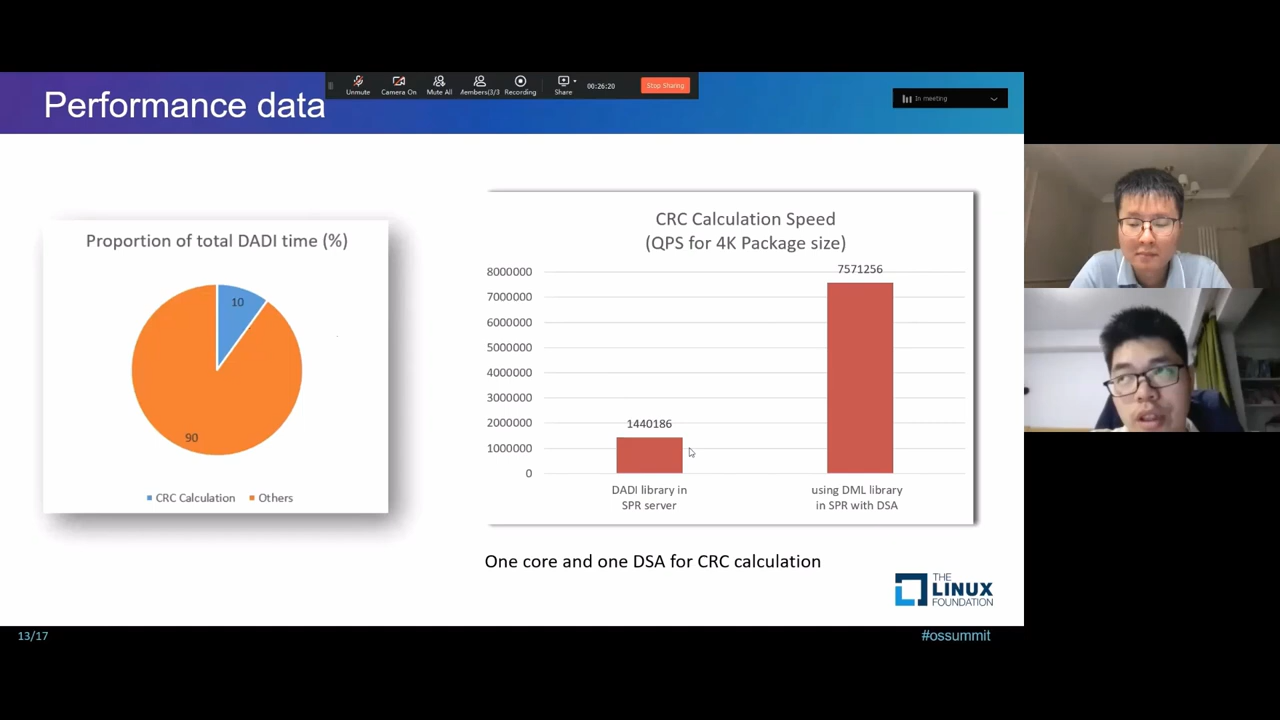 Unmute
Camera On
Mute All
Members(3/3
Recording
Share
00:26:20
Stop Sharing
Performance data
In meeting
Proportion of total DADI time (%)
10
90
CRC Calculation
Others
CRC Calculation Speed
(QPS for 4K Package size)
8000000
7000000
6000000
5000000
4000000
3000000
2000000
1000000
0
1440186
7571256
DADI library in
SPR server
using DML library
in SPR with DSA
One core and one DSA for CRC calculation
THE
LINUX
FOUNDATION
13/17
#ossummit